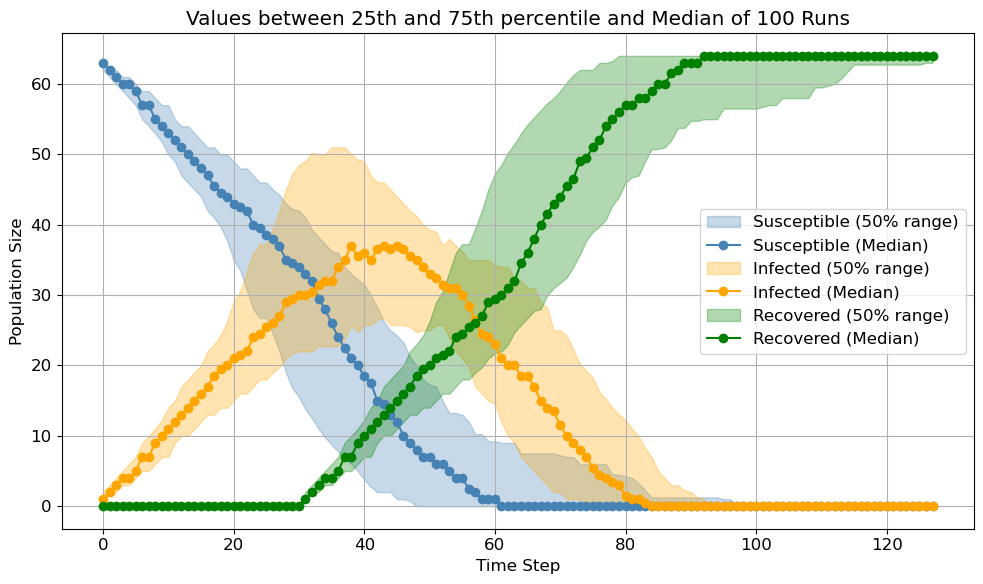 Values between 25th and 75th percentile and Median of 100 Runs
Population Size
60
50
40
30
20
10
0
Susceptible (50% range)
Susceptible (Median)
Infected (50% range)
Infected (Median)
Recovered (50% range)
Recovered (Median)
0 20 40 60 80 100 120
Time Step